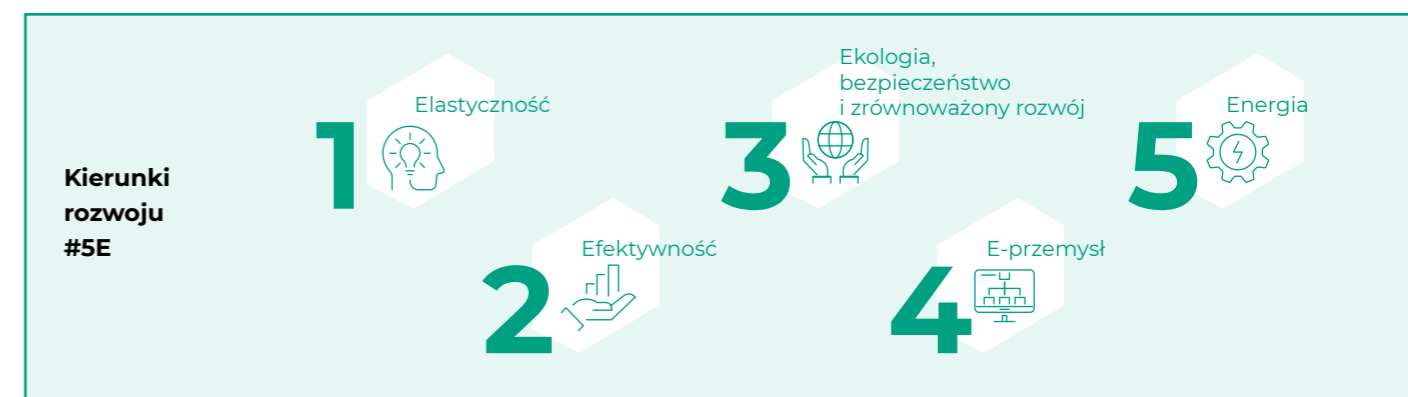 Kierunki
rozwoju
#5E
1
Elastyczność
2
Efektywność
3
Ekologia,
bezpieczeństwo
i zrównoważony rozwój
4
E-przemysł
5
Energia